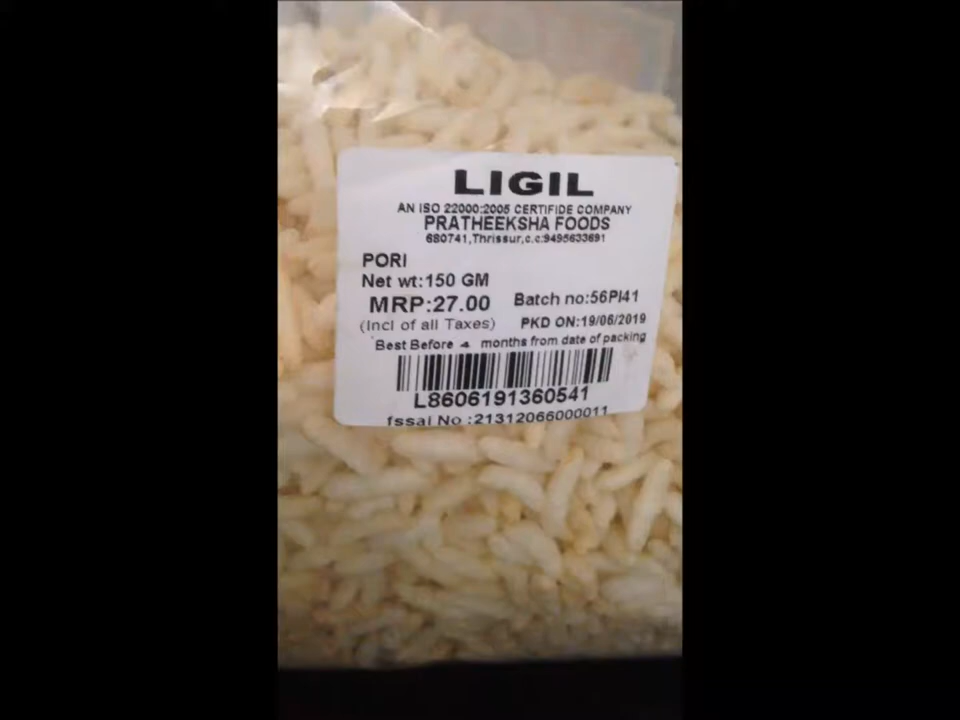 LIGIL
AN ISO 22000:2005 CERTIFIDE COMPANY
PRATHEEKSHA FOODS
680741,Thrissur,c.c:9495633691
PORI
Net wt:150 GM
MRP:27.00 Batch no:56PI41
(Incl of all Taxes) PKD ON:19/06/2019
Best Before 4 months from date of packing
L8606191360541
fssai No :21312066000011